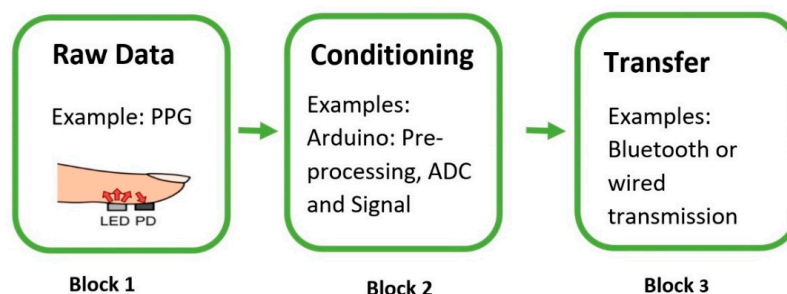 Raw Data
Example: PPG
LED PD
Block 1
Conditioning
Examples:
Arduino: Pre-
processing, ADC
and Signal
Block 2
Transfer
Examples:
Bluetooth or
wired
transmission
Block 3